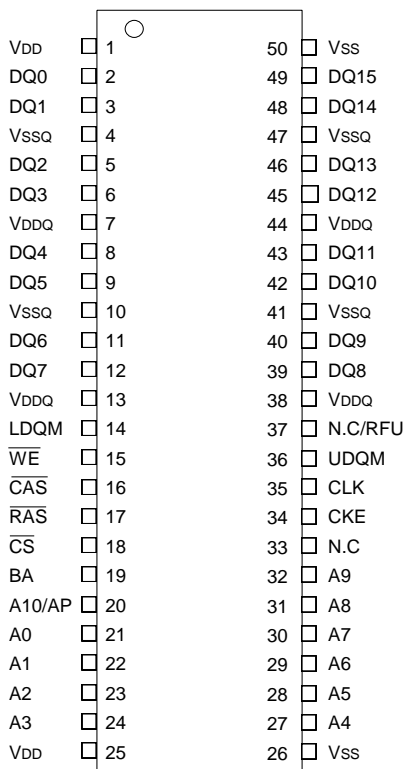 VDD 1 50 VSS
DQ0 2 49 DQ15
DQ1 3 48 DQ14
VSSQ 4 47 VSSQ
DQ2 5 46 DQ13
DQ3 6 45 DQ12
VDDQ 7 44 VDDQ
DQ4 8 43 DQ11
DQ5 9 42 DQ10
VSSQ 10 41 VSSQ
DQ6 11 40 DQ9
DQ7 12 39 DQ8
VDDQ 13 38 VDDQ
LDQM 14 37 N.C/RFU
W̅E̅ 15 36 UDQM
C̅A̅S̅ 16 35 CLK
R̅A̅S̅ 17 34 CKE
C̅S̅ 18 33 N.C
BA 19 32 A9
A10/AP 20 31 A8
A0 21 30 A7
A1 22 29 A6
A2 23 28 A5
A3 24 27 A4
VDD 25 26 VSS